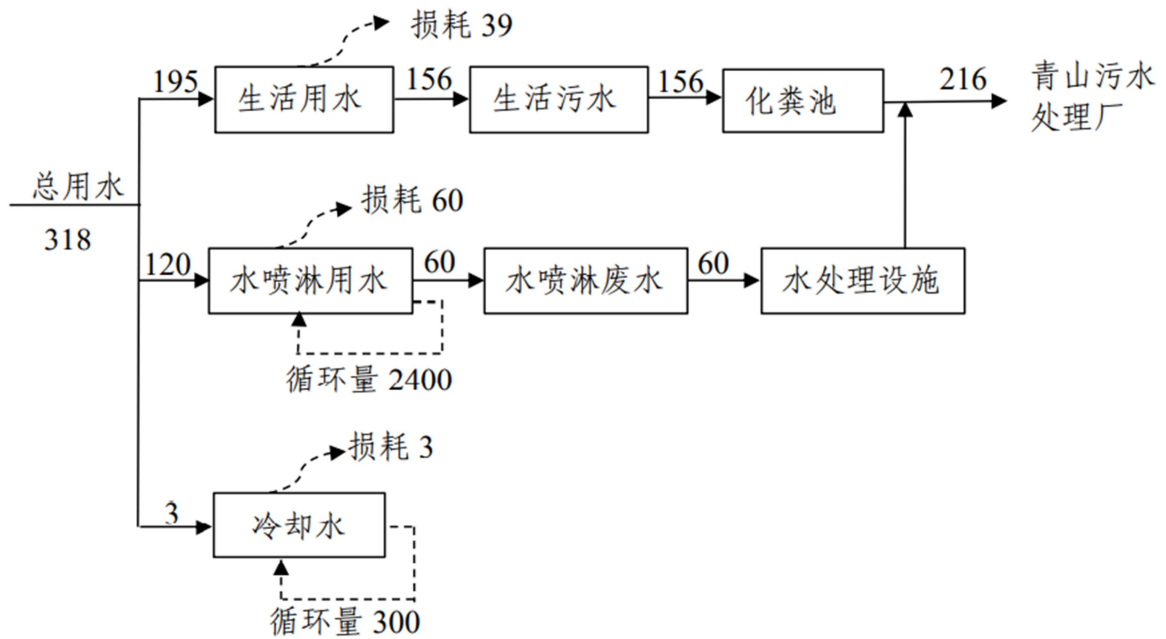 损耗 39
195
生活用水
156
生活污水
156
化粪池
216
青山污水
处理厂
总用水
318
损耗 60
120
水喷淋用水
60
水喷淋废水
60
水处理设施
循环量 2400
损耗 3
3
冷却水
循环量 300